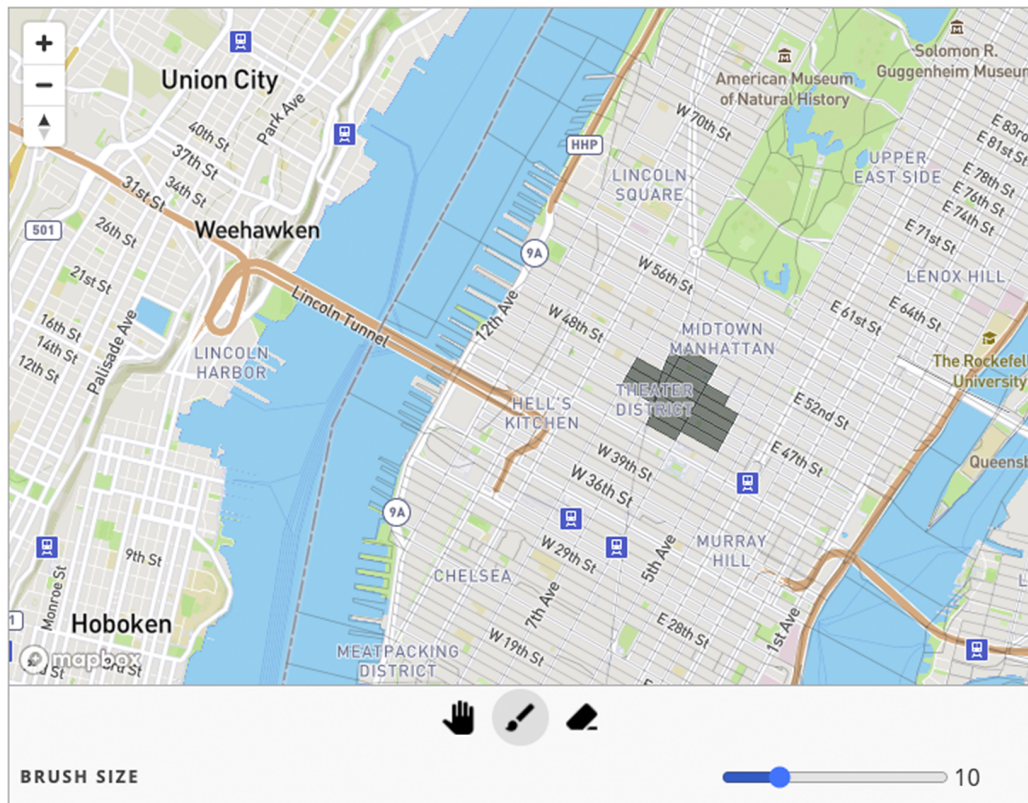 +
Solomon R.
Guggenheim Museum
Union City
American Museum
of Natural History
−
Park Ave
W 70th St
HHP
40th St
37th St
34th St
31st St
E 83rd
E 81st St
UPPER
EAST SIDE
E 78th St
E 76th St
E 74th St
LINCOLN
SQUARE
501
Weehawken
26th St
E 71st St
9A
W 56th St
LENOX HILL
21st St
Lincoln Tunnel
12th Ave
W 48th St
E 64th St
E 61st St
16th St
14th St
12th St
Palisade Ave
LINCOLN
HARBOR
MIDTOWN
MANHATTAN
The Rockefel
University
THEATER
DISTRICT
HELL'S
KITCHEN
E 52nd St
W 39th St
E 47th St
Queensb
W 36th St
9A
9th St
W 29th St
5th Ave
MURRAY
HILL
CHELSEA
Monroe St
7th Ave
Hoboken
E 28th St
1st Ave
W 19th St
MEATPACKING
DISTRICT
mapbox
3rd St
BRUSH SIZE
10